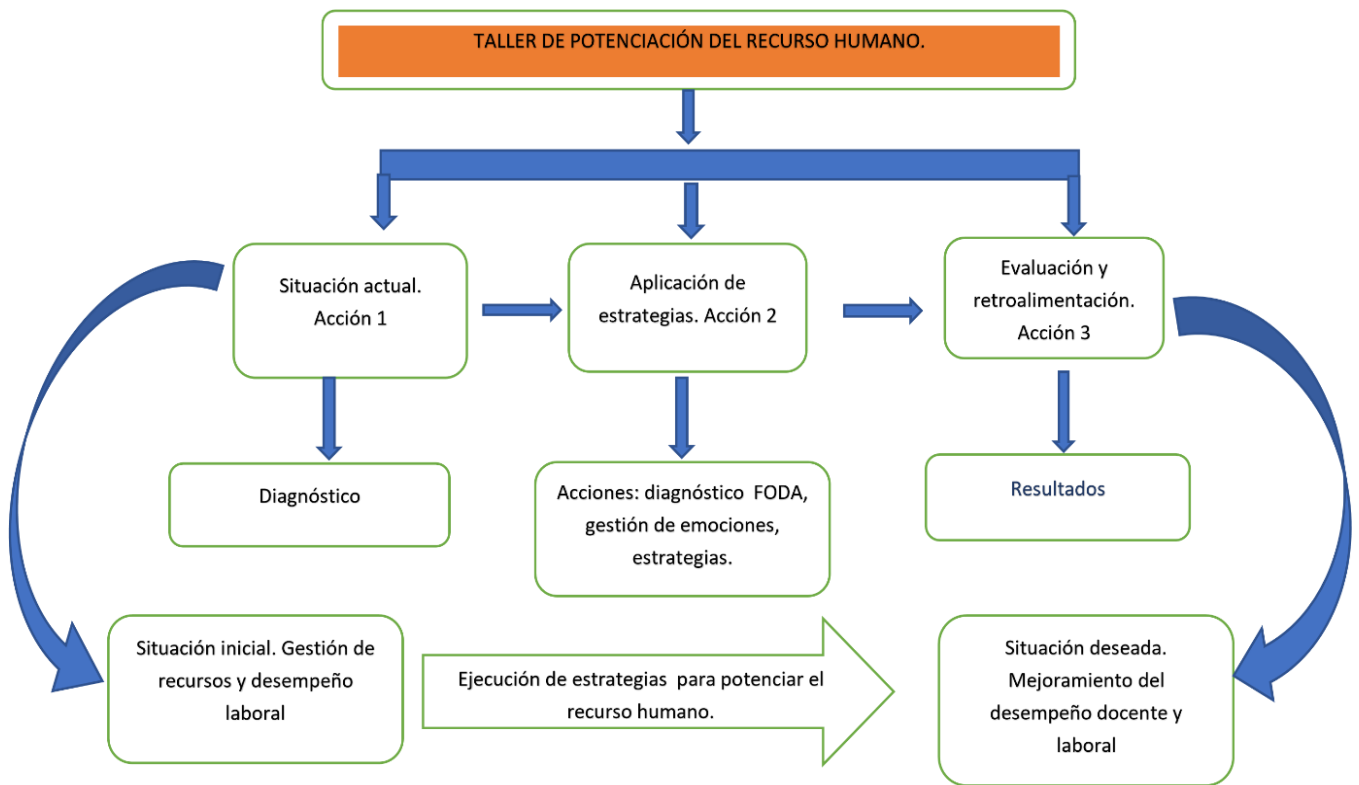 TALLER DE POTENCIACIÓN DEL RECURSO HUMANO.
Situación actual.
Acción 1
Aplicación de
estrategias. Acción 2
Evaluación y
retroalimentación.
Acción 3
Diagnóstico
Acciones: diagnóstico  FODA,
gestión de emociones,
estrategias.
Resultados
Situación inicial. Gestión de
recursos y desempeño
laboral
Ejecución de estrategias  para potenciar el
recurso humano.
Situación deseada.
Mejoramiento del
desempeño docente y
laboral